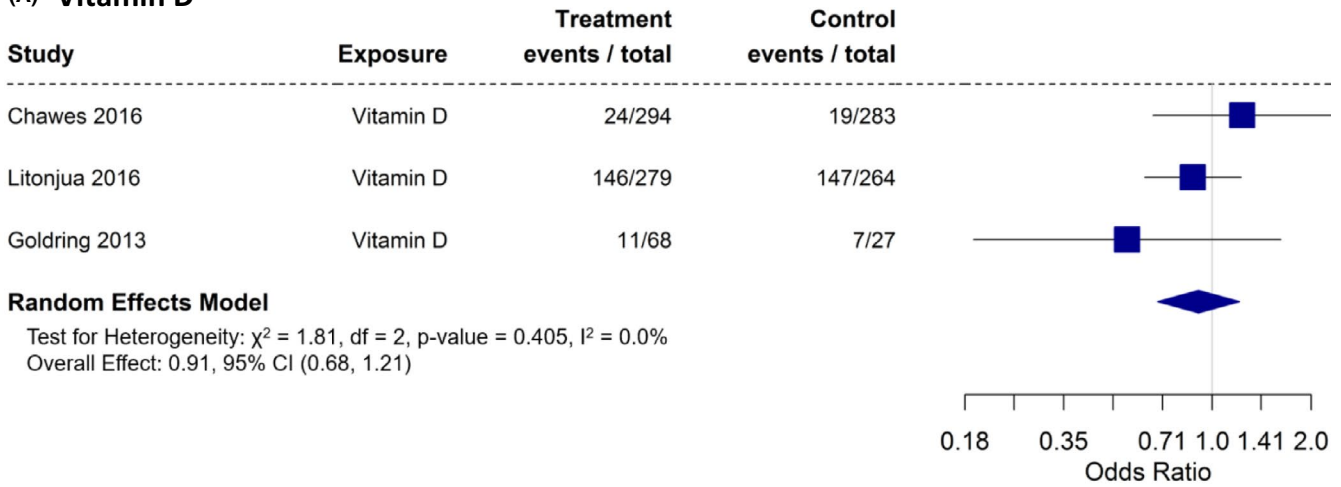 (A) Vitamin D
Treatment Control
Study Exposure events / total events / total
Chawes 2016 Vitamin D 24/294 19/283
Litonjua 2016 Vitamin D 146/279 147/264
Goldring 2013 Vitamin D 11/68 7/27
Random Effects Model
Test for Heterogeneity: χ² = 1.81, df = 2, p-value = 0.405, I² = 0.0%
Overall Effect: 0.91, 95% CI (0.68, 1.21)
0.18 0.35 0.71 1.0 1.41 2.0
Odds Ratio